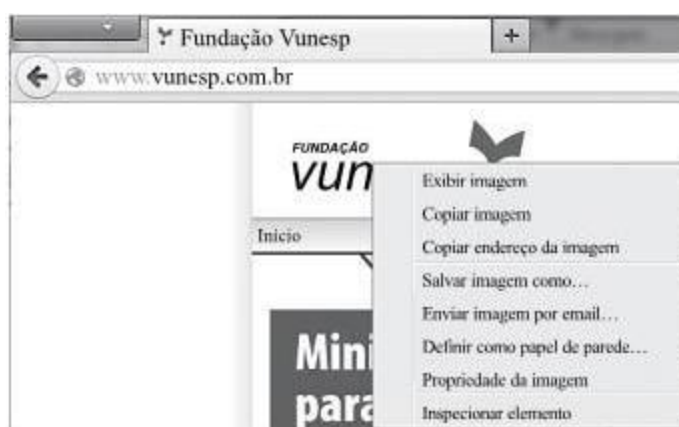 Fundação Vunesp
+
www.vunesp.com.br
FUNDAÇÃO
vun
Início
Exibir imagem
Copiar imagem
Copiar endereço da imagem
Salvar imagem como...
Enviar imagem por email...
Definir como papel de parede...
Propriedade da imagem
Inspecionar elemento
Mini
para